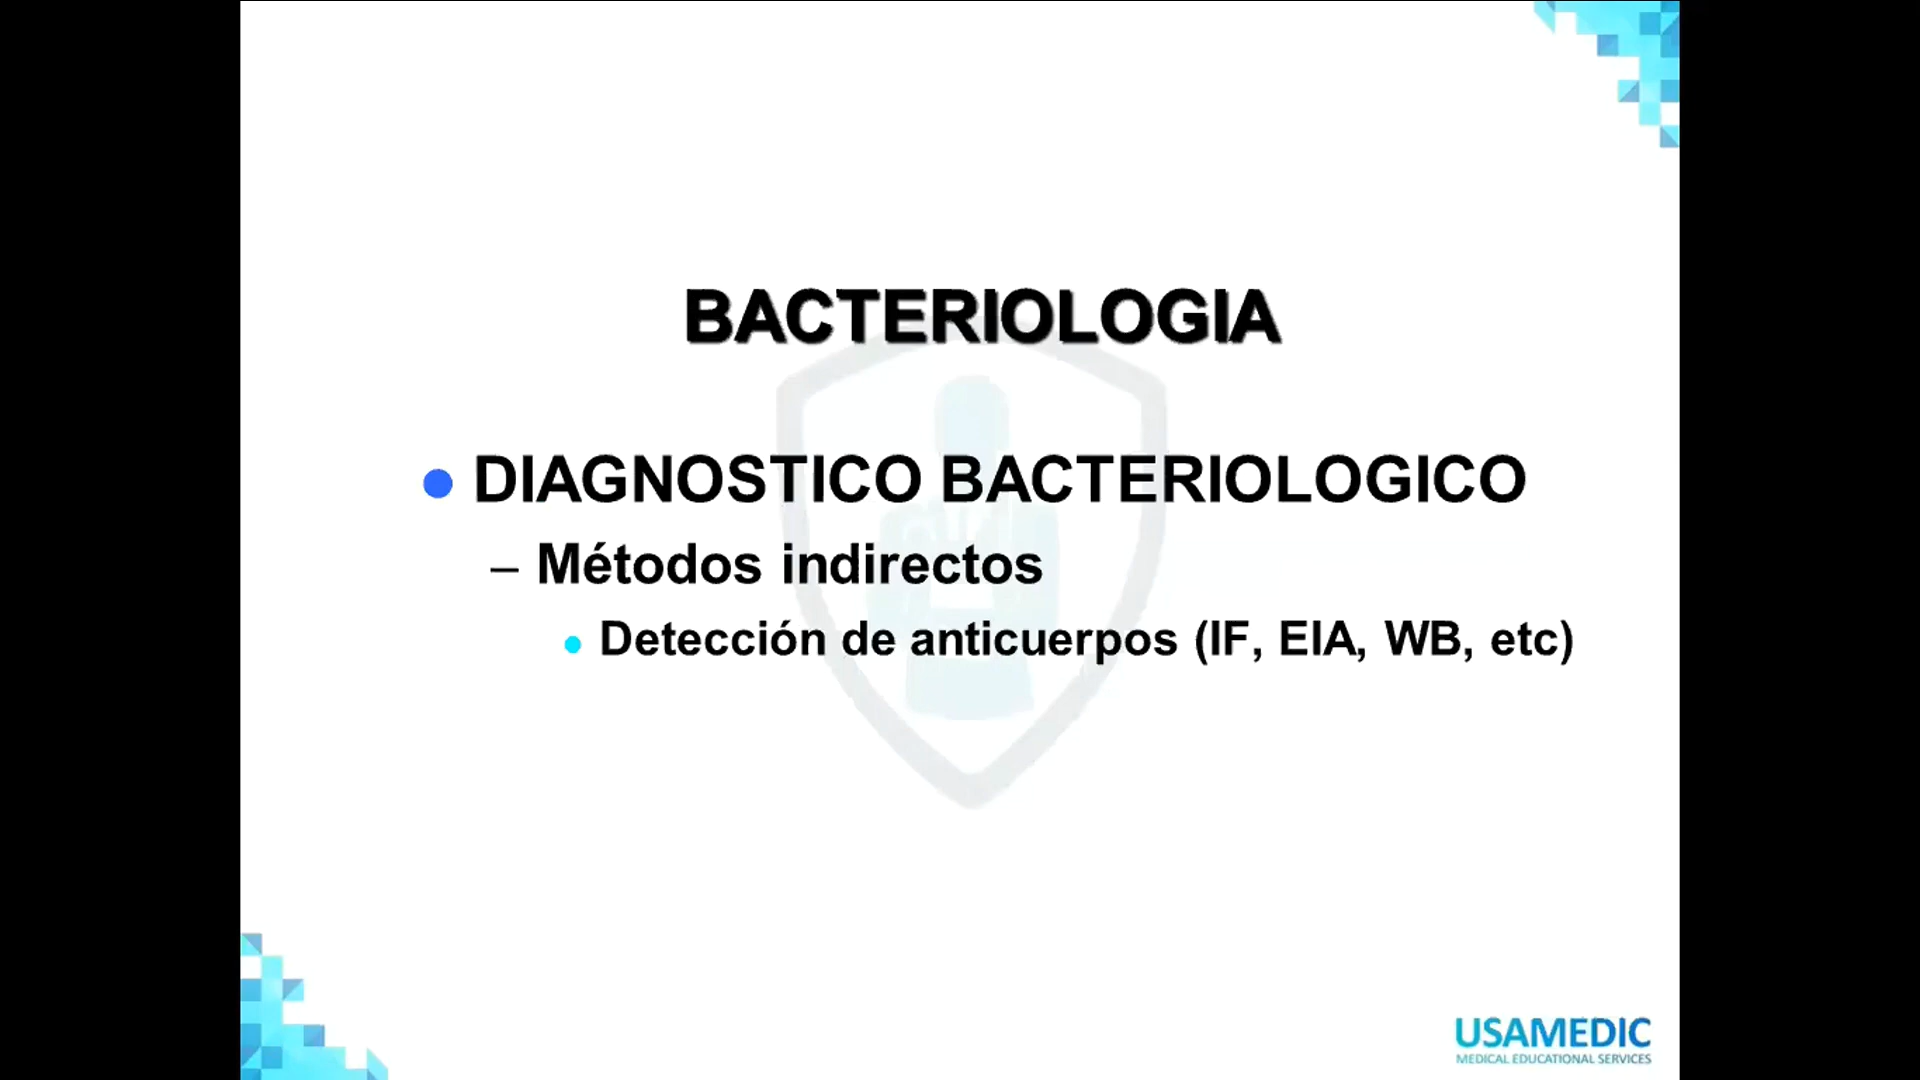 BACTERIOLOGIA
DIAGNOSTICO BACTERIOLOGICO
– Métodos indirectos
Detección de anticuerpos (IF, EIA, WB, etc)
USAMEDIC
MEDICAL EDUCATIONAL SERVICES